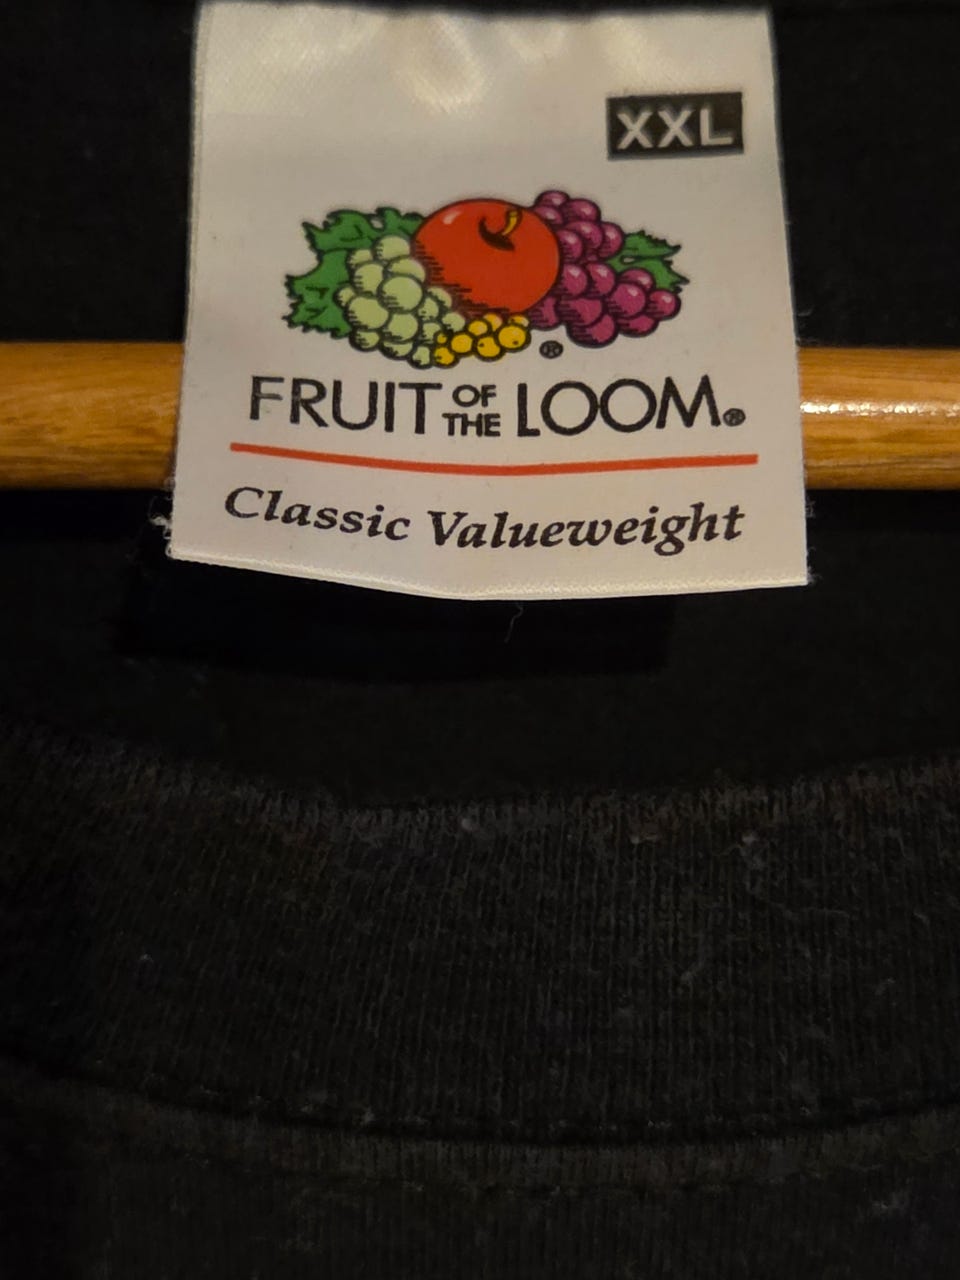 XXL
®
FRUIT OF THE LOOM®
Classic Valueweight